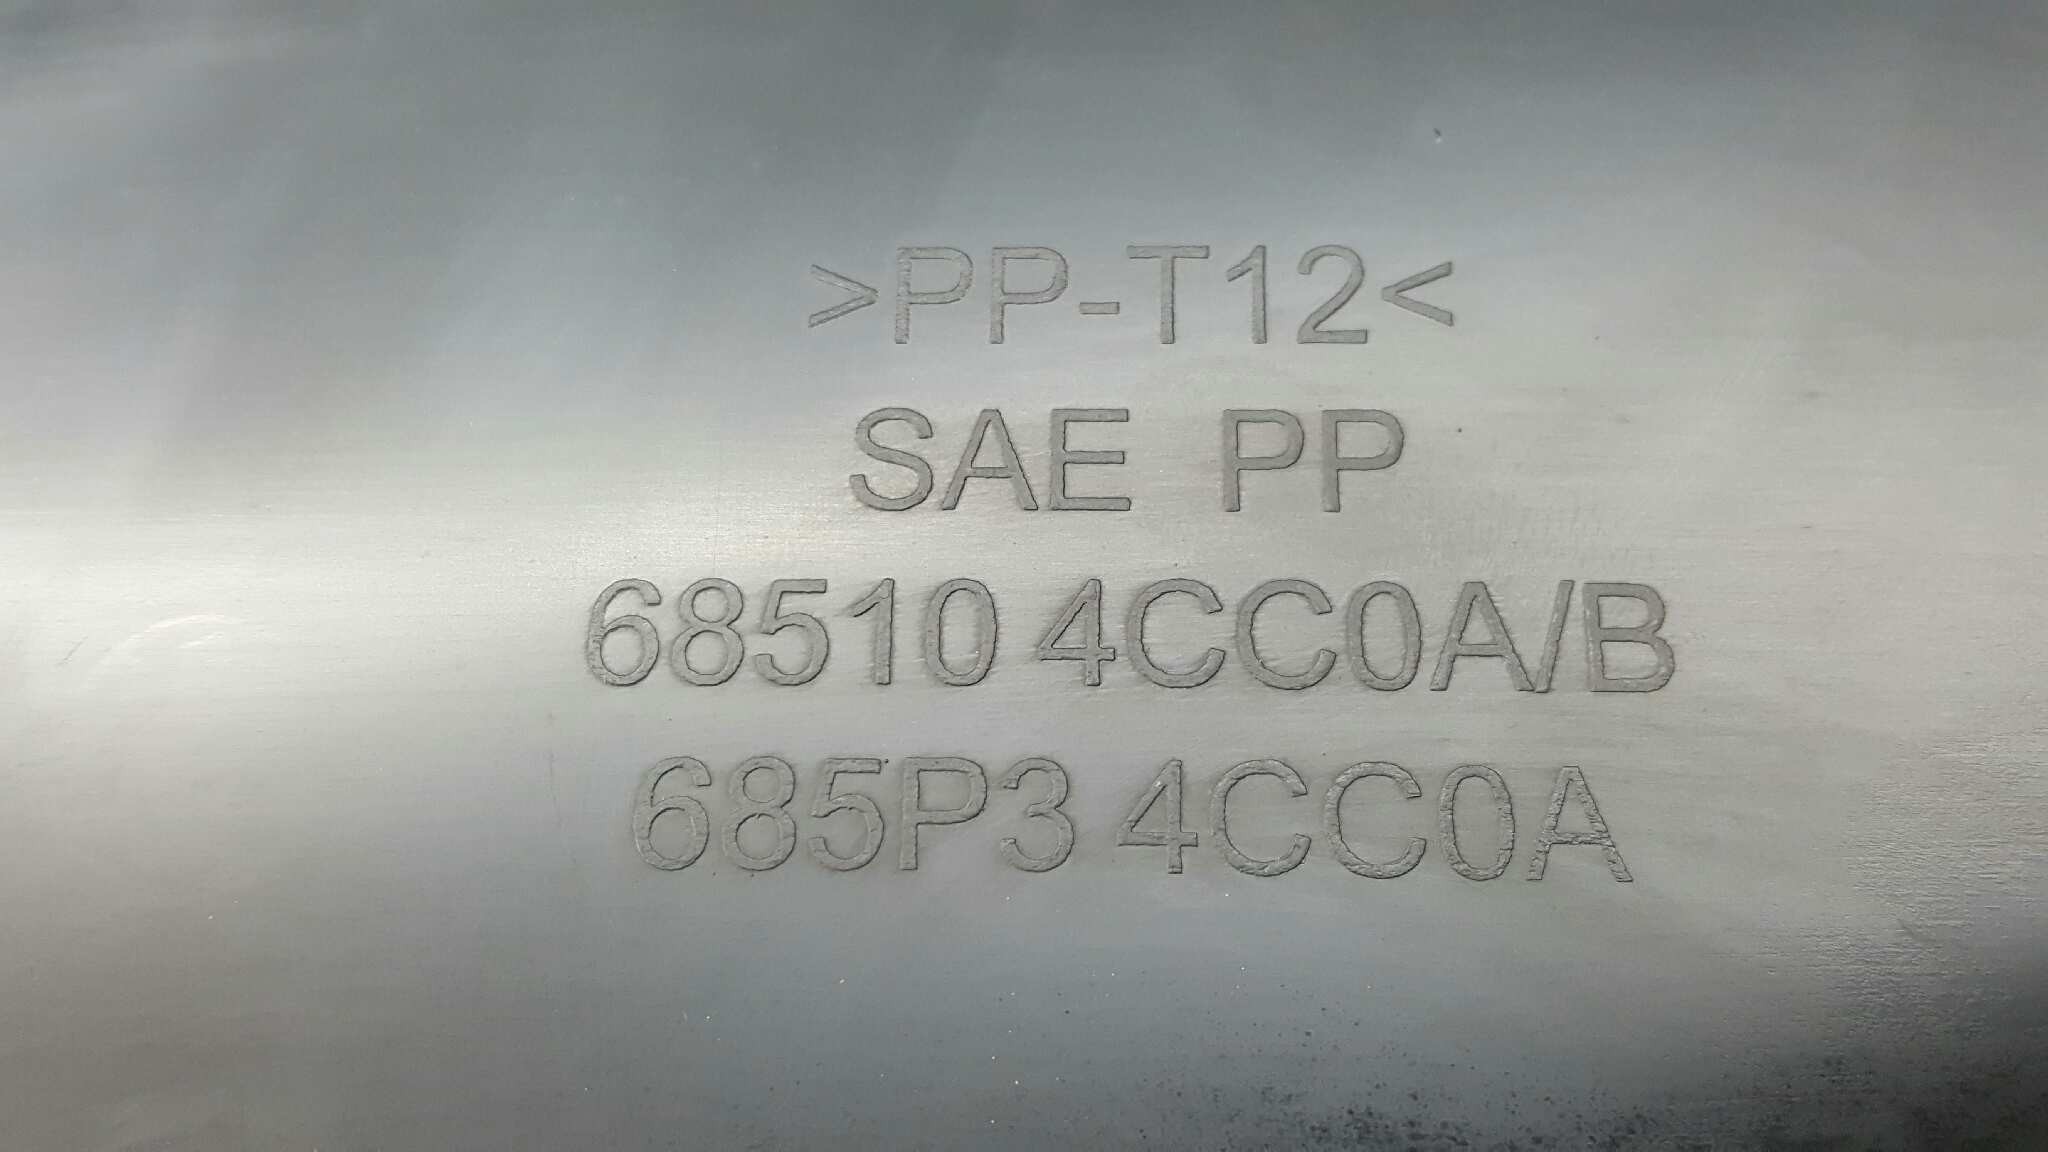 >PP-T12<
SAE PP
68510 4CC0A/B
685P3 4CC0A